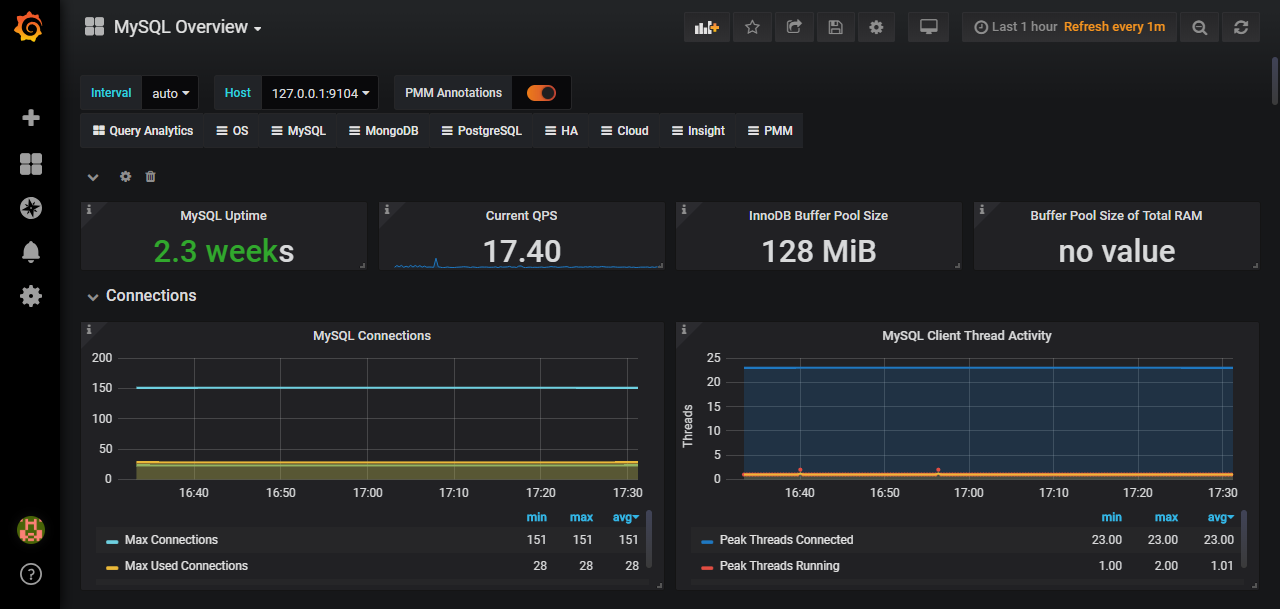 MySQL Overview
Last 1 hour Refresh every 1m
Interval auto Host 127.0.0.1:9104 PMM Annotations
Query Analytics OS MySQL MongoDB PostgreSQL HA Cloud Insight PMM
MySQL Uptime
2.3 weeks
Current QPS
17.40
InnoDB Buffer Pool Size
128 MiB
Buffer Pool Size of Total RAM
no value
Connections
MySQL Connections
200
150
100
50
0
16:40 16:50 17:00 17:10 17:20 17:30
min max avg
Max Connections 151 151 151
Max Used Connections 28 28 28
MySQL Client Thread Activity
Threads
25
20
15
10
5
0
16:40 16:50 17:00 17:10 17:20 17:30
min max avg
Peak Threads Connected 23.00 23.00 23.00
Peak Threads Running 1.00 2.00 1.01